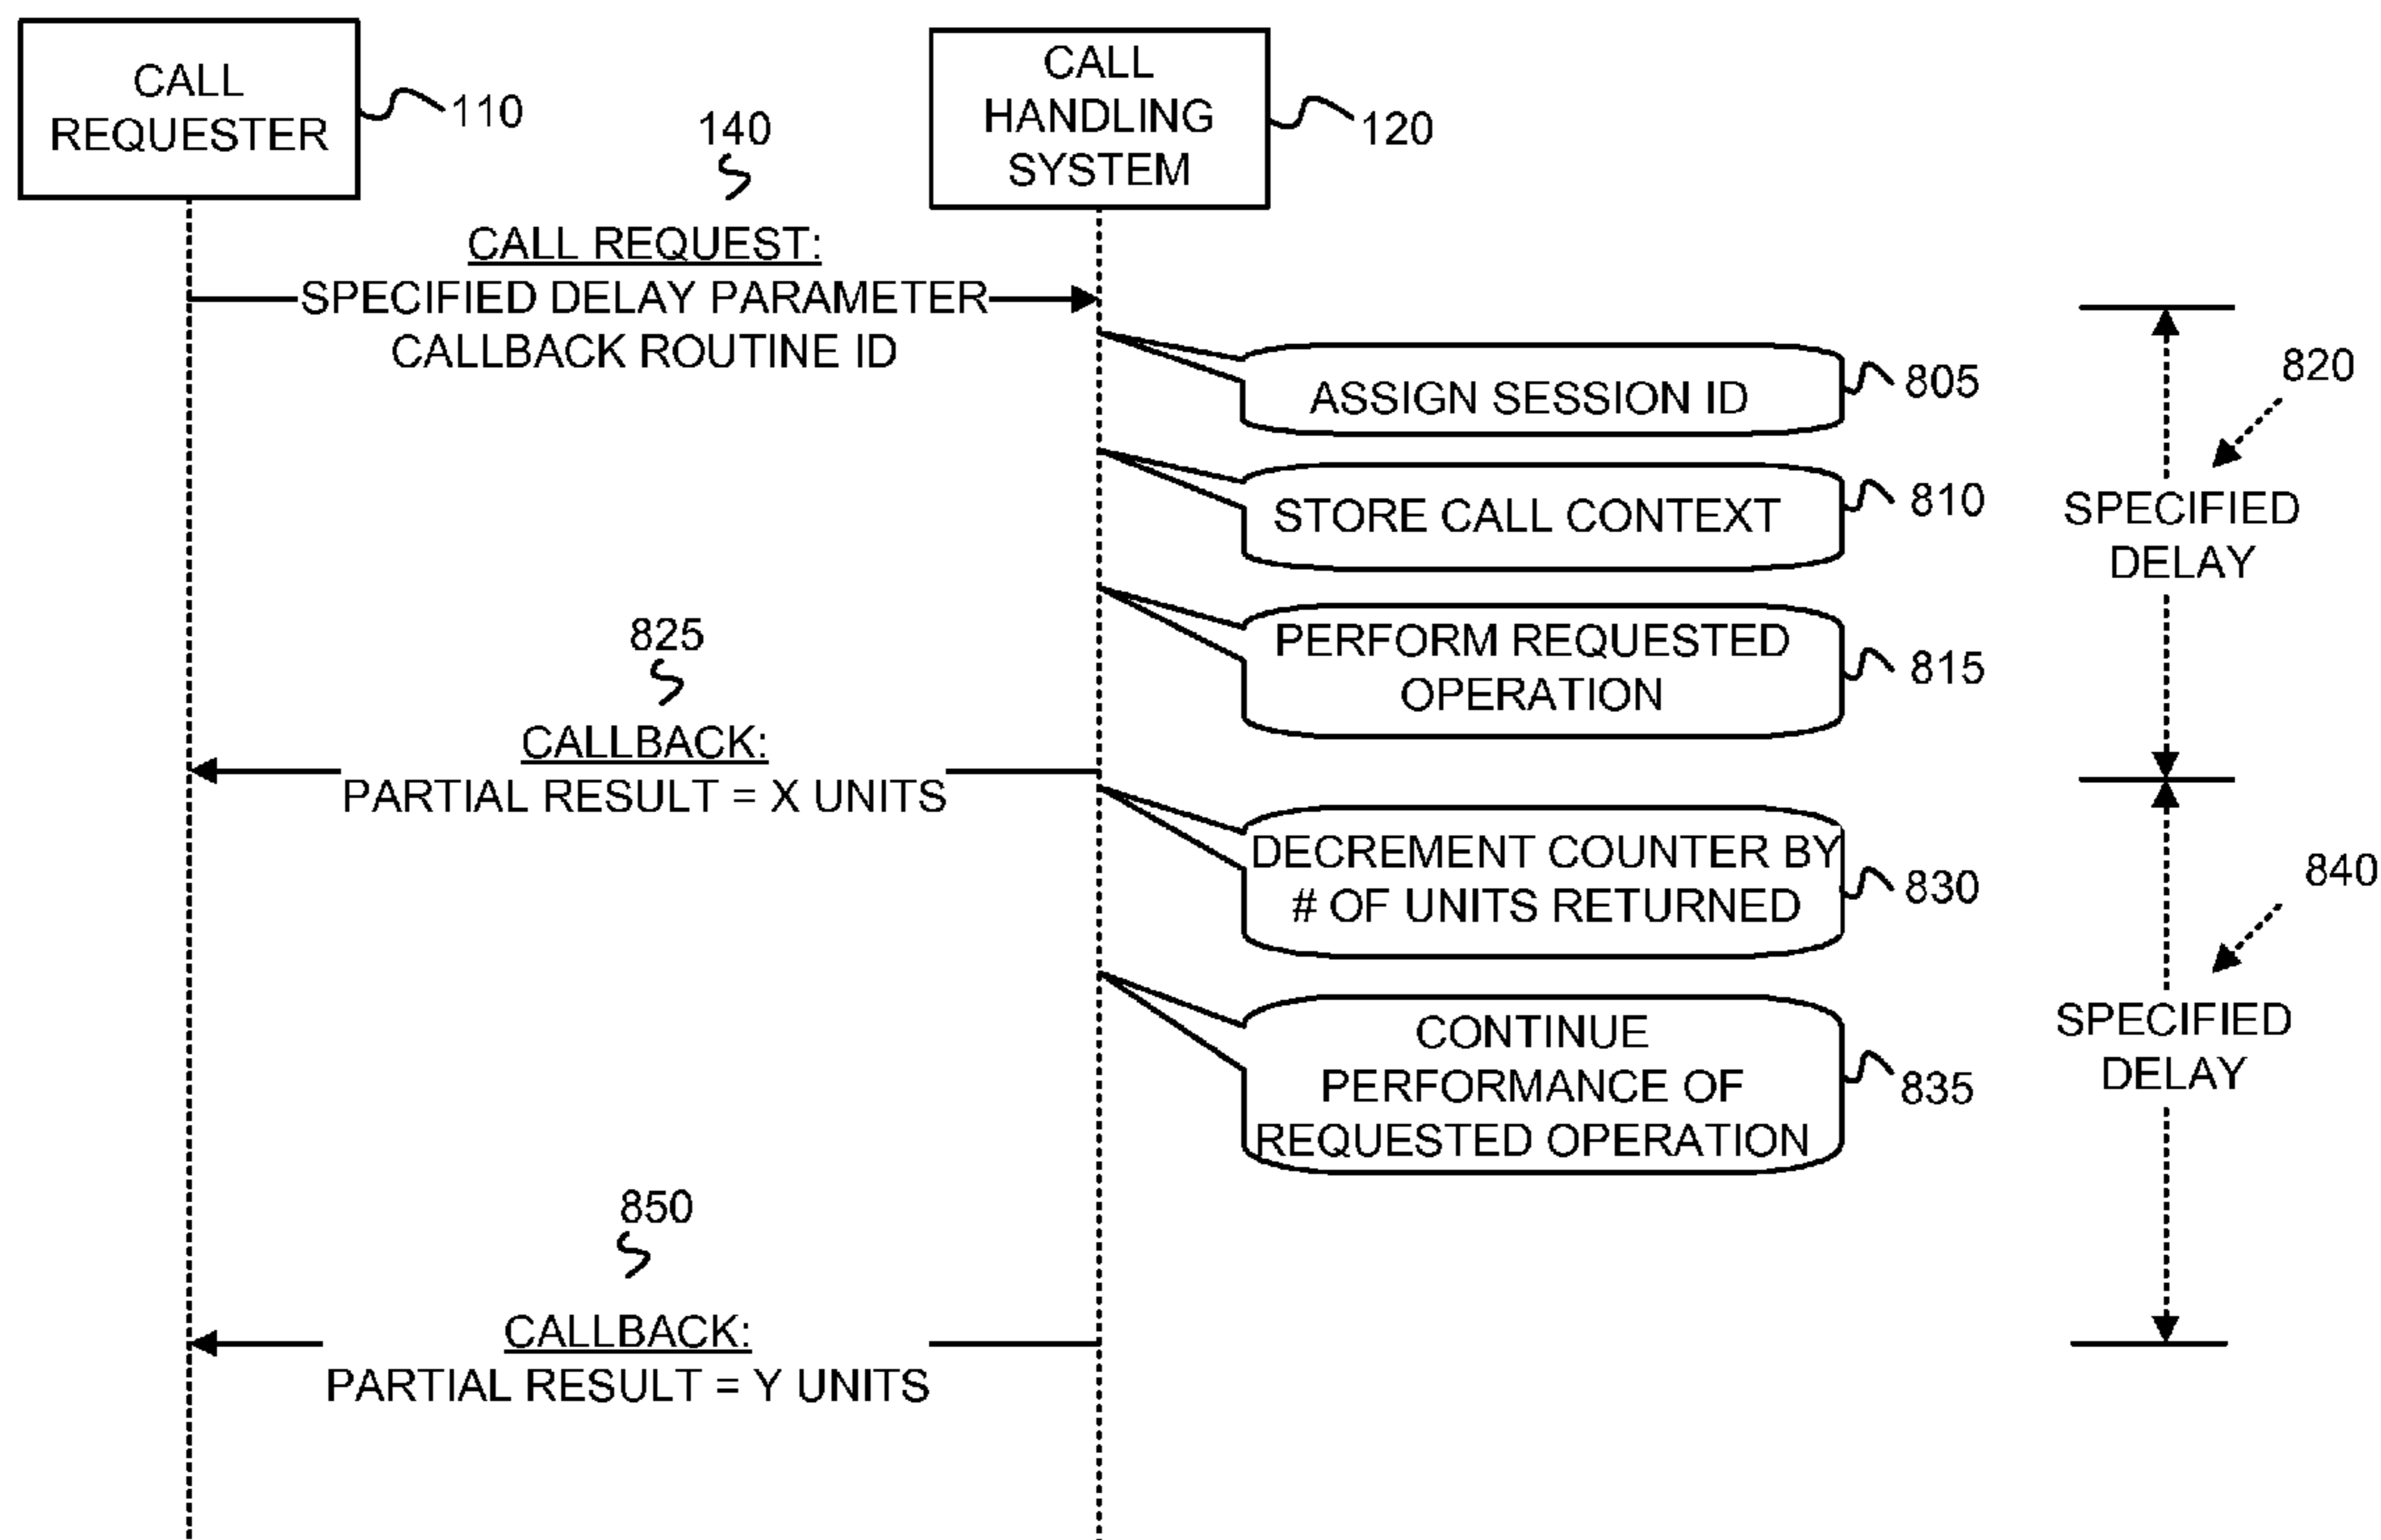 CALL
REQUESTER
110
140
CALL
HANDLING
SYSTEM
120
CALL REQUEST:
SPECIFIED DELAY PARAMETER
CALLBACK ROUTINE ID
ASSIGN SESSION ID
805
820
STORE CALL CONTEXT
810
SPECIFIED
DELAY
PERFORM REQUESTED
OPERATION
815
825
CALLBACK:
PARTIAL RESULT = X UNITS
DECREMENT COUNTER BY
# OF UNITS RETURNED
830
840
CONTINUE
PERFORMANCE OF
REQUESTED OPERATION
835
SPECIFIED
DELAY
850
CALLBACK:
PARTIAL RESULT = Y UNITS